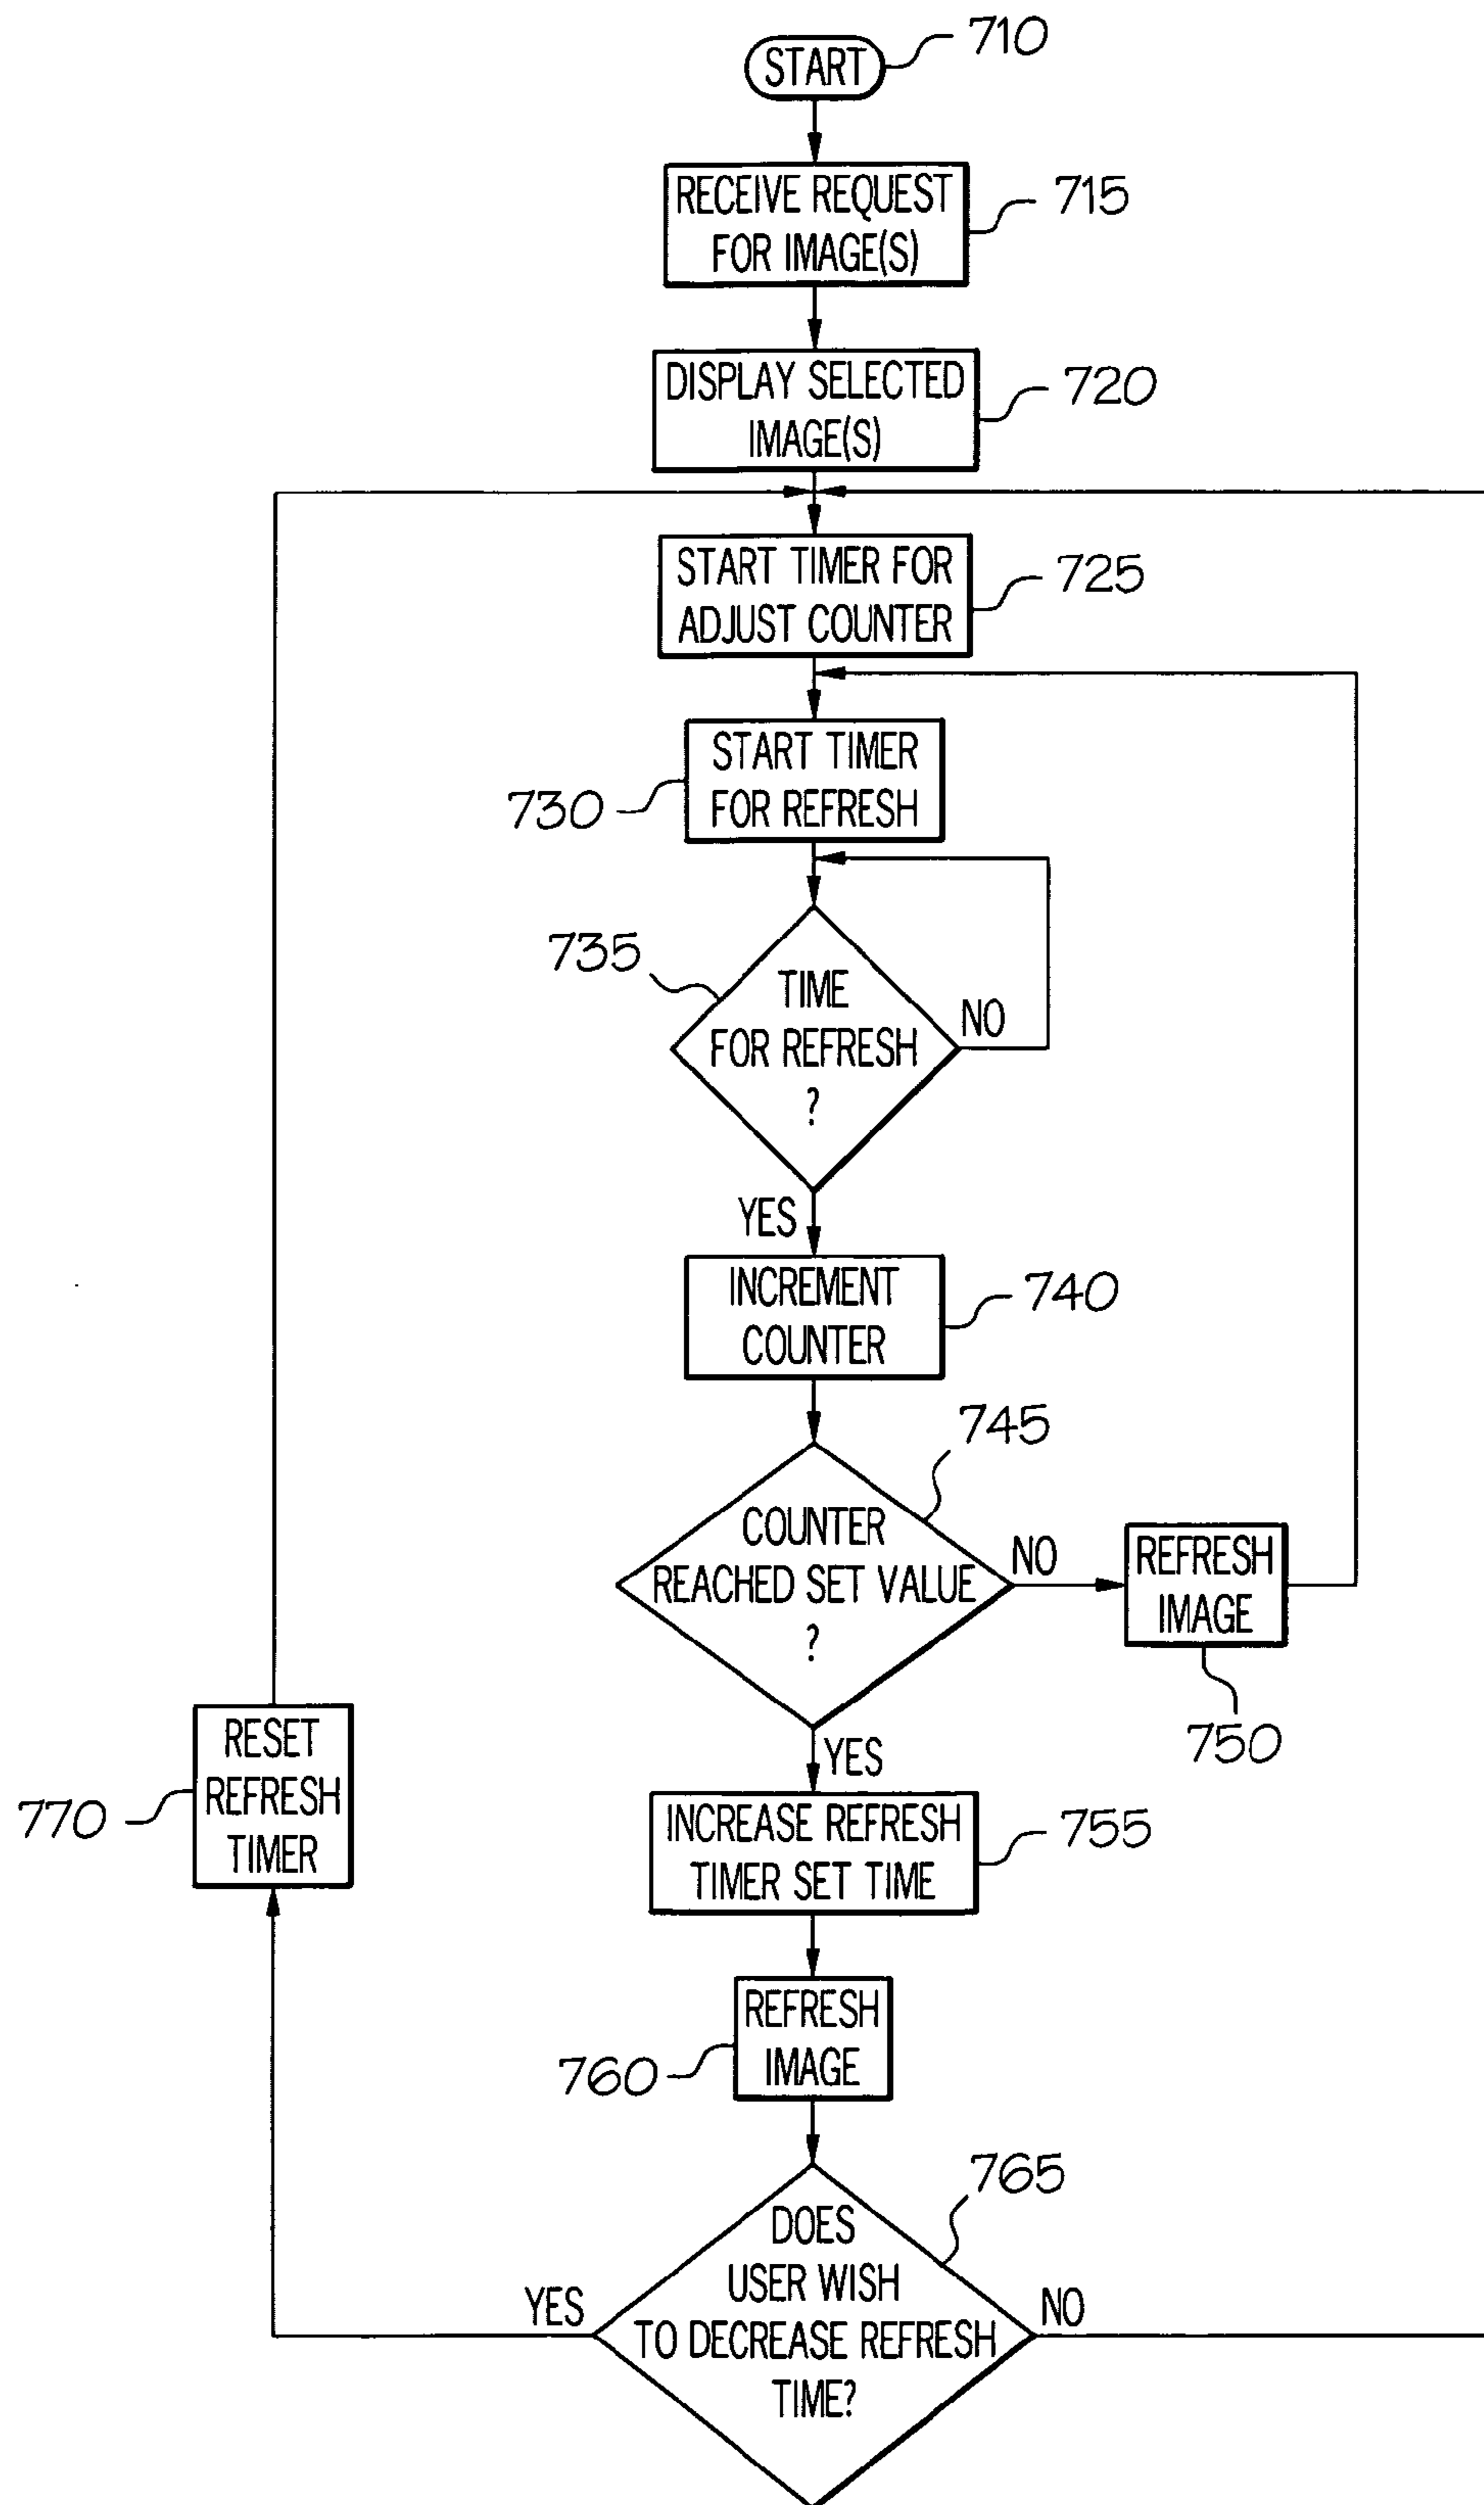 START
710
RECEIVE REQUEST
FOR IMAGE(S)
715
DISPLAY SELECTED
IMAGE(S)
720
START TIMER FOR
ADJUST COUNTER
725
START TIMER
FOR REFRESH
730
735
TIME
FOR REFRESH
?
NO
YES
INCREMENT
COUNTER
740
745
COUNTER
REACHED SET VALUE
?
NO
REFRESH
IMAGE
750
YES
RESET
REFRESH
TIMER
770
INCREASE REFRESH
TIMER SET TIME
755
REFRESH
IMAGE
760
765
DOES
USER WISH
TO DECREASE REFRESH
TIME?
YES
NO